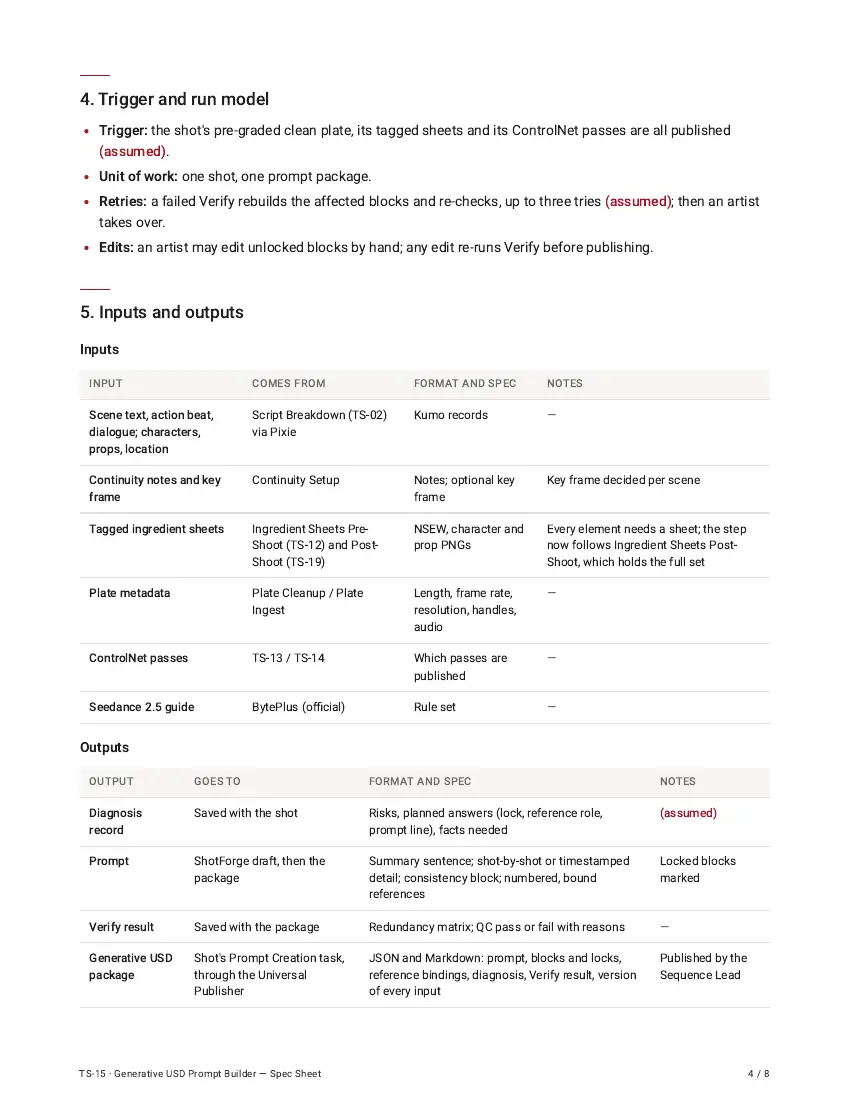 4. Trigger and run model
• Trigger: the shot's pre-graded clean plate, its tagged sheets and its ControlNet passes are all published
(assumed).
• Unit of work: one shot, one prompt package.
• Retries: a failed Verify rebuilds the affected blocks and re-checks, up to three tries (assumed); then an artist
takes over.
• Edits: an artist may edit unlocked blocks by hand; any edit re-runs Verify before publishing.
5. Inputs and outputs
Inputs
INPUT COMES FROM FORMAT AND SPEC NOTES
Scene text, action beat, Script Breakdown (TS-02) Kumo records —
dialogue; characters, via Pixie
props, location
Continuity notes and key Continuity Setup Notes; optional key Key frame decided per scene
frame frame
Tagged ingredient sheets Ingredient Sheets Pre- NSEW, character and Every element needs a sheet; the step
Shoot (TS-12) and Post- prop PNGs now follows Ingredient Sheets Post-
Shoot (TS-19) Shoot, which holds the full set
Plate metadata Plate Cleanup / Plate Length, frame rate, —
Ingest resolution, handles,
audio
ControlNet passes TS-13 / TS-14 Which passes are —
published
Seedance 2.5 guide BytePlus (official) Rule set —
Outputs
OUTPUT GOES TO FORMAT AND SPEC NOTES
Diagnosis Saved with the shot Risks, planned answers (lock, reference role, (assumed)
record prompt line), facts needed
Prompt ShotForge draft, then the Summary sentence; shot-by-shot or timestamped Locked blocks
package detail; consistency block; numbered, bound marked
references
Verify result Saved with the package Redundancy matrix; QC pass or fail with reasons —
Generative USD Shot's Prompt Creation task, JSON and Markdown: prompt, blocks and locks, Published by the
package through the Universal reference bindings, diagnosis, Verify result, version Sequence Lead
Publisher of every input
TS-15 · Generative USD Prompt Builder — Spec Sheet 4 / 8